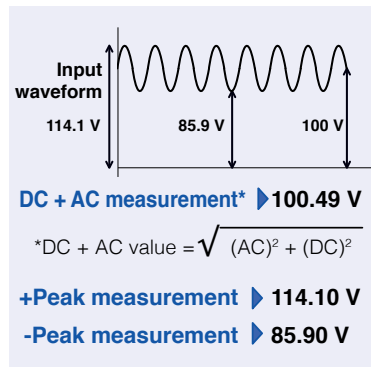 Input
waveform
114.1 V 85.9 V 100 V
DC + AC measurement* 100.49 V
*DC + AC value = √ (AC)² + (DC)²
+Peak measurement 114.10 V
-Peak measurement 85.90 V